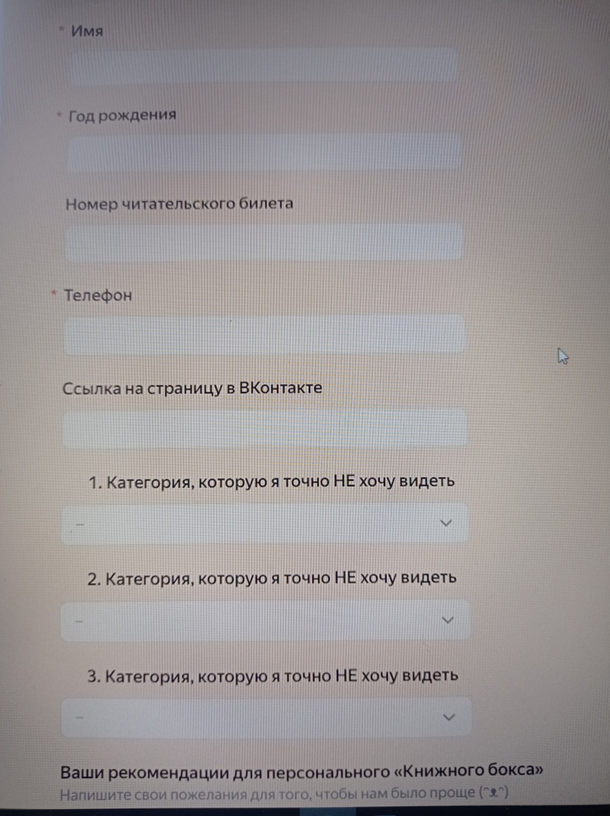 * Имя
* Год рождения
Номер читательского билета
* Телефон
Ссылка на страницу в ВКонтакте
1. Категория, которую я точно НЕ хочу видеть
–
2. Категория, которую я точно НЕ хочу видеть
–
3. Категория, которую я точно НЕ хочу видеть
–
Ваши рекомендации для персонального «Книжного бокса»
Напишите свои пожелания для того, чтобы нам было проще (ᵔᴥᵔ)